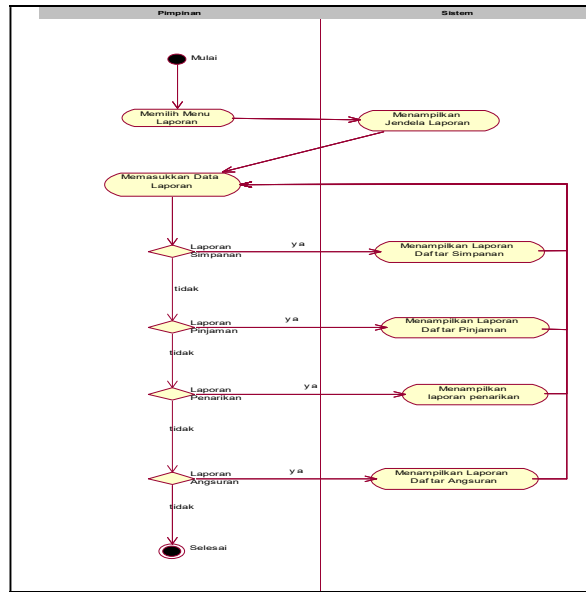 Pimpinan
Sistem
Mulai
Memilih Menu
Laporan
Menampilkan
Jendela Laporan
Memasukkan Data
Laporan
Laporan
Simpanan
ya
Menampilkan Laporan
Daftar Simpanan
tidak
Laporan
Pinjaman
ya
Menampilkan Laporan
Daftar Pinjaman
tidak
Laporan
Penarikan
ya
Menampilkan
laporan penarikan
tidak
Laporan
Angsuran
ya
Menampilkan Laporan
Daftar Angsuran
tidak
Selesai